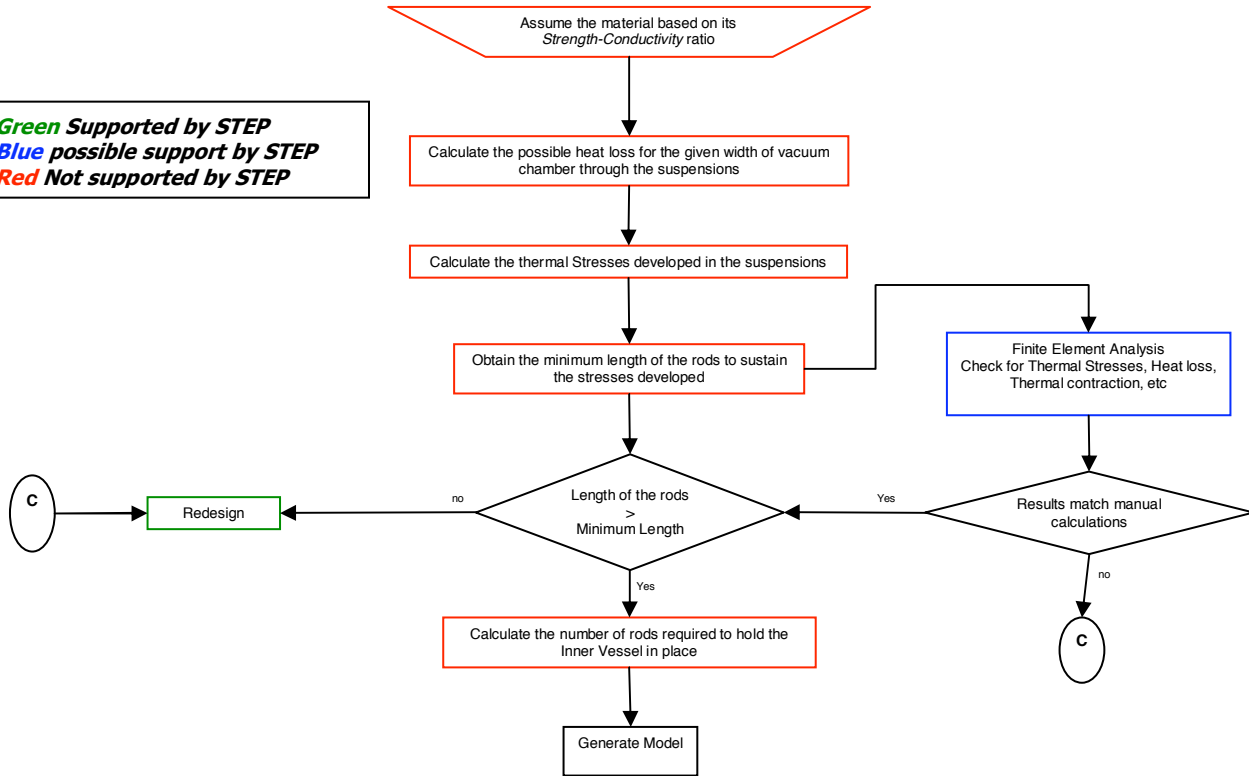 Assume the material based on its
Strength-Conductivity ratio
Green Supported by STEP
Blue possible support by STEP
Red Not supported by STEP
Calculate the possible heat loss for the given width of vacuum
chamber through the suspensions
Calculate the thermal Stresses developed in the suspensions
Obtain the minimum length of the rods to sustain
the stresses developed
Finite Element Analysis
Check for Thermal Stresses, Heat loss,
Thermal contraction, etc
C
Redesign
no
Length of the rods
>
Minimum Length
Yes
Results match manual
calculations
Yes
no
Calculate the number of rods required to hold the
Inner Vessel in place
C
Generate Model